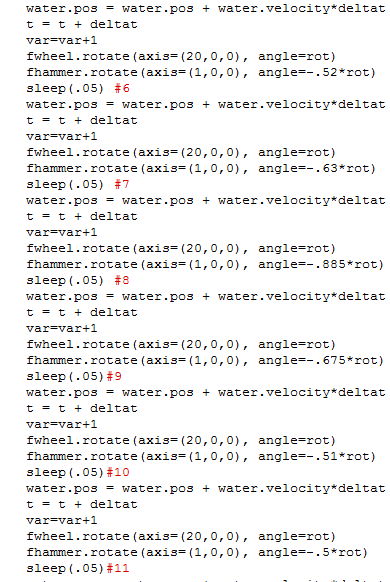 water.pos = water.pos + water.velocity*deltat
t = t + deltat
var=var+1
fwheel.rotate(axis=(20,0,0), angle=rot)
fhammer.rotate(axis=(1,0,0), angle=-.52*rot)
sleep(.05) #6
water.pos = water.pos + water.velocity*deltat
t = t + deltat
var=var+1
fwheel.rotate(axis=(20,0,0), angle=rot)
fhammer.rotate(axis=(1,0,0), angle=-.63*rot)
sleep(.05) #7
water.pos = water.pos + water.velocity*deltat
t = t + deltat
var=var+1
fwheel.rotate(axis=(20,0,0), angle=rot)
fhammer.rotate(axis=(1,0,0), angle=-.885*rot)
sleep(.05) #8
water.pos = water.pos + water.velocity*deltat
t = t + deltat
var=var+1
fwheel.rotate(axis=(20,0,0), angle=rot)
fhammer.rotate(axis=(1,0,0), angle=-.675*rot)
sleep(.05)#9
water.pos = water.pos + water.velocity*deltat
t = t + deltat
var=var+1
fwheel.rotate(axis=(20,0,0), angle=rot)
fhammer.rotate(axis=(1,0,0), angle=-.51*rot)
sleep(.05)#10
water.pos = water.pos + water.velocity*deltat
t = t + deltat
var=var+1
fwheel.rotate(axis=(20,0,0), angle=rot)
fhammer.rotate(axis=(1,0,0), angle=-.5*rot)
sleep(.05)#11